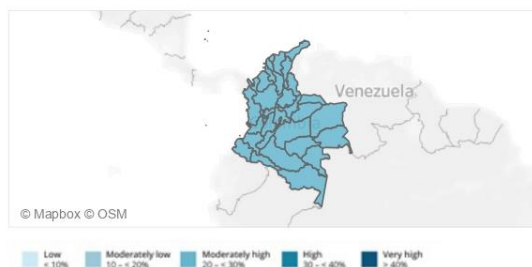 Venezuela
© Mapbox © OSM
Low
< 10%
Moderately low
10 – < 20%
Moderately high
20 – < 30%
High
30 – < 40%
Very high
> 40%